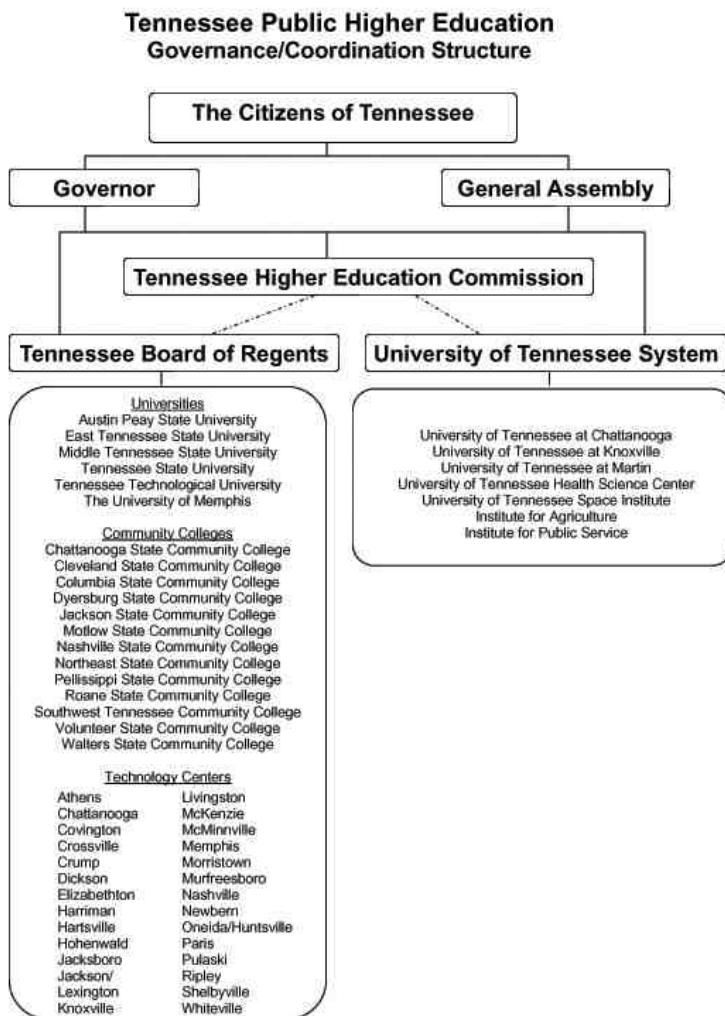 Tennessee Public Higher Education
Governance/Coordination Structure
The Citizens of Tennessee
Governor
General Assembly
Tennessee Higher Education Commission
Tennessee Board of Regents
University of Tennessee System
Universities
Austin Peay State University
East Tennessee State University
Middle Tennessee State University
Tennessee State University
Tennessee Technological University
The University of Memphis
Community Colleges
Chattanooga State Community College
Cleveland State Community College
Columbia State Community College
Dyersburg State Community College
Jackson State Community College
Motlow State Community College
Nashville State Community College
Northeast State Community College
Pellissippi State Community College
Roane State Community College
Southwest Tennessee Community College
Volunteer State Community College
Walters State Community College
Technology Centers
Athens
Chattanooga
Covington
Crossville
Crump
Dickson
Elizabethton
Harriman
Hartsville
Hohenwald
Jacksboro
Jackson/
Lexington
Knoxville
Livingston
McKenzie
McMinnville
Memphis
Morristown
Murfreesboro
Nashville
Newbern
Oneida/Huntsville
Paris
Pulaski
Ripley
Shelbyville
Whiteville
University of Tennessee at Chattanooga
University of Tennessee at Knoxville
University of Tennessee at Martin
University of Tennessee Health Science Center
University of Tennessee Space Institute
Institute for Agriculture
Institute for Public Service